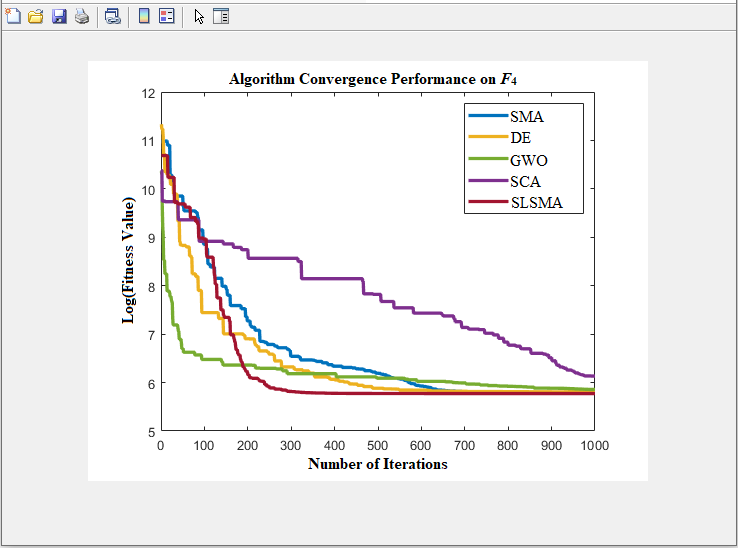 Algorithm Convergence Performance on F4
12
11
10
9
8
7
6
5
Log(Fitness Value)
SMA
DE
GWO
SCA
SLSMA
0 100 200 300 400 500 600 700 800 900 1000
Number of Iterations